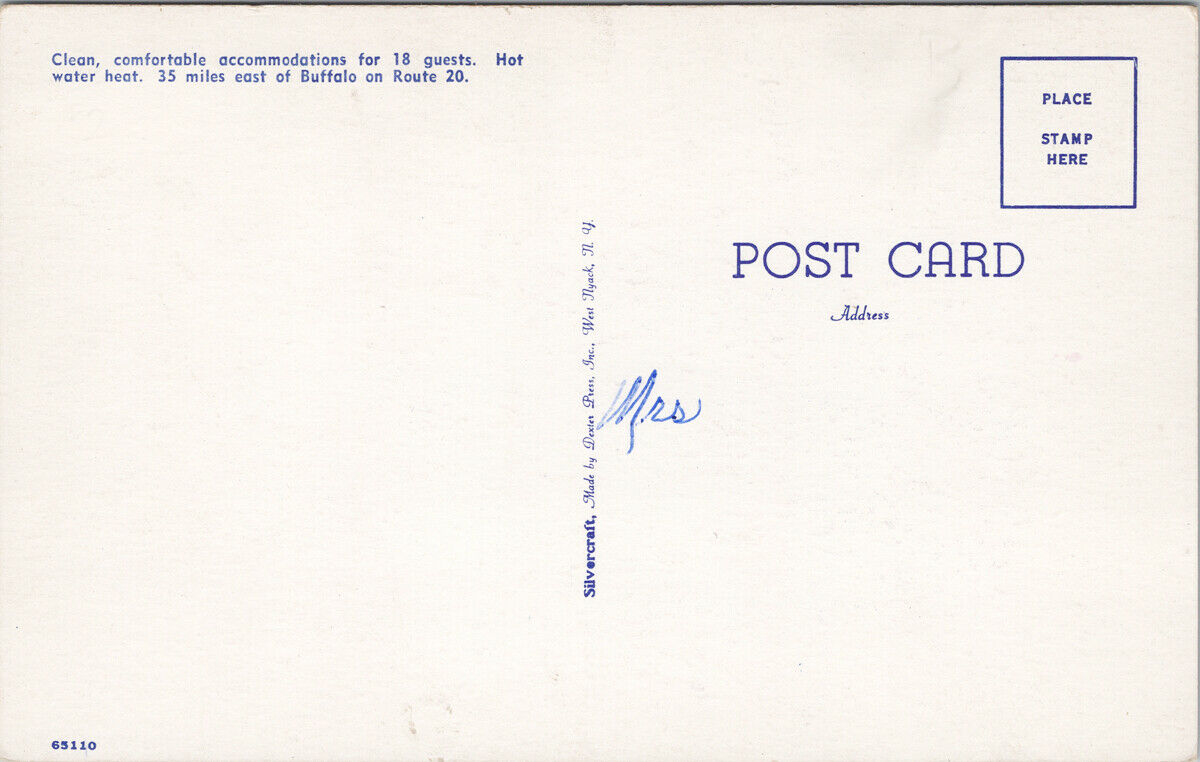 Clean, comfortable accommodations for 18 guests. Hot
water heat. 35 miles east of Buffalo on Route 20.
PLACE
STAMP
HERE
POST CARD
Address
Silvercraft, Made by Dexter Press, Inc., West Nyack, N. Y.
Mrs
65110